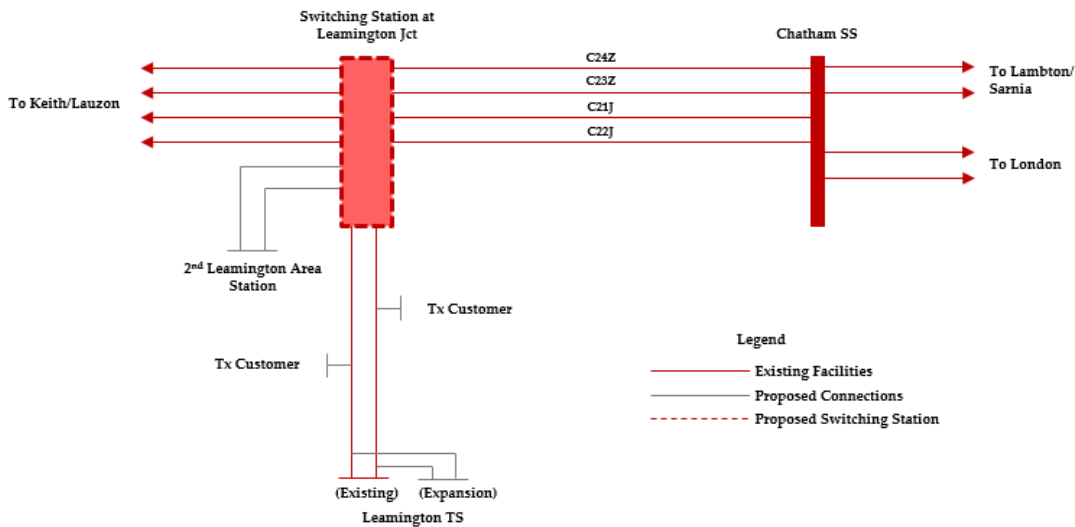 Switching Station at
Leamington Jct
Chatham SS
C24Z
C23Z
C21J
C22J
To Keith/Lauzon
To Lambton/
Sarnia
To London
2nd Leamington Area
Station
Tx Customer
Tx Customer
Legend
Existing Facilities
Proposed Connections
Proposed Switching Station
(Existing)
(Expansion)
Leamington TS